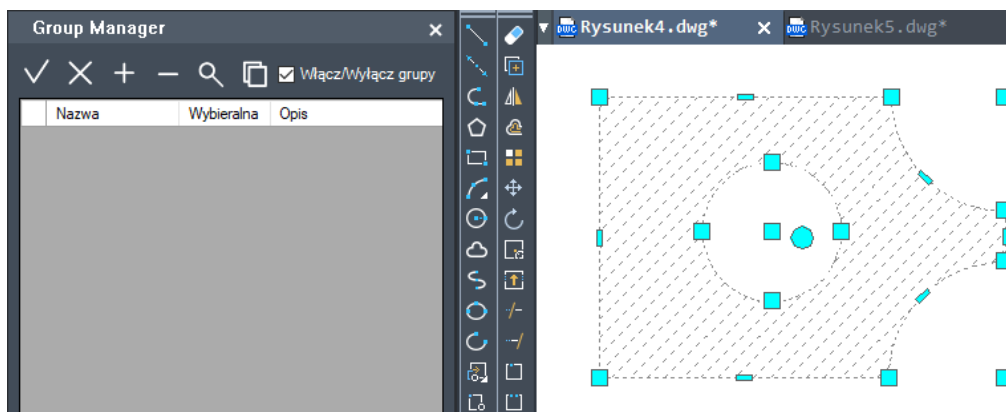 Group Manager
Rysunek4.dwg*
Rysunek5.dwg*
Włącz/Wyłącz grupy
Nazwa
Wybieralna
Opis